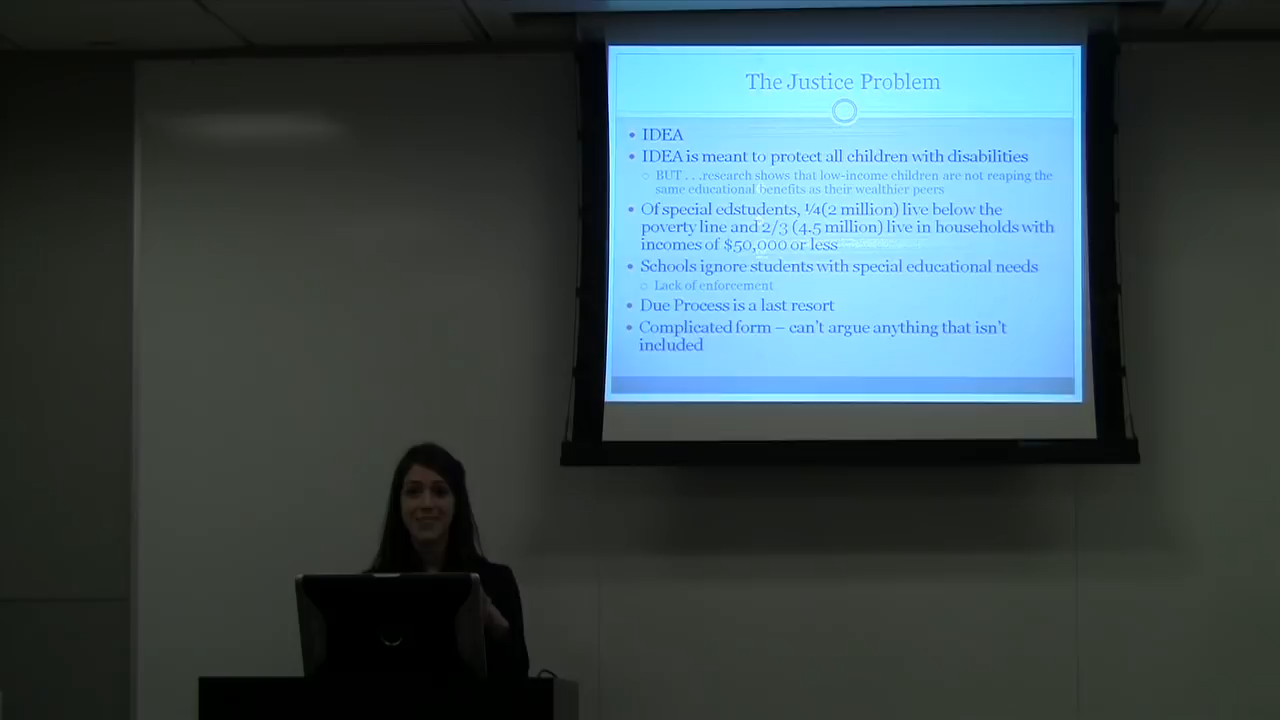 The Justice Problem
• IDEA
• IDEA is meant to protect all children with disabilities
○ BUT . . .research shows that low-income children are not reaping the
same educational benefits as their wealthier peers
• Of special edstudents, ¼(2 million) live below the
poverty line and 2/3 (4.5 million) live in households with
incomes of $50,000 or less
• Schools ignore students with special educational needs
○ Lack of enforcement
• Due Process is a last resort
• Complicated form – can't argue anything that isn't
included